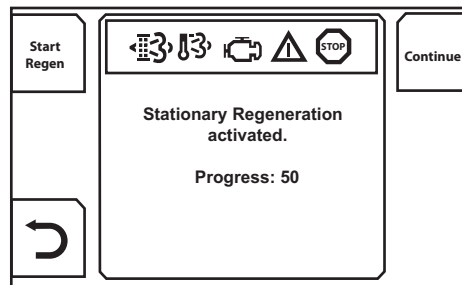 Start
Regen
STOP
Continue
Stationary Regeneration
activated.
Progress: 50